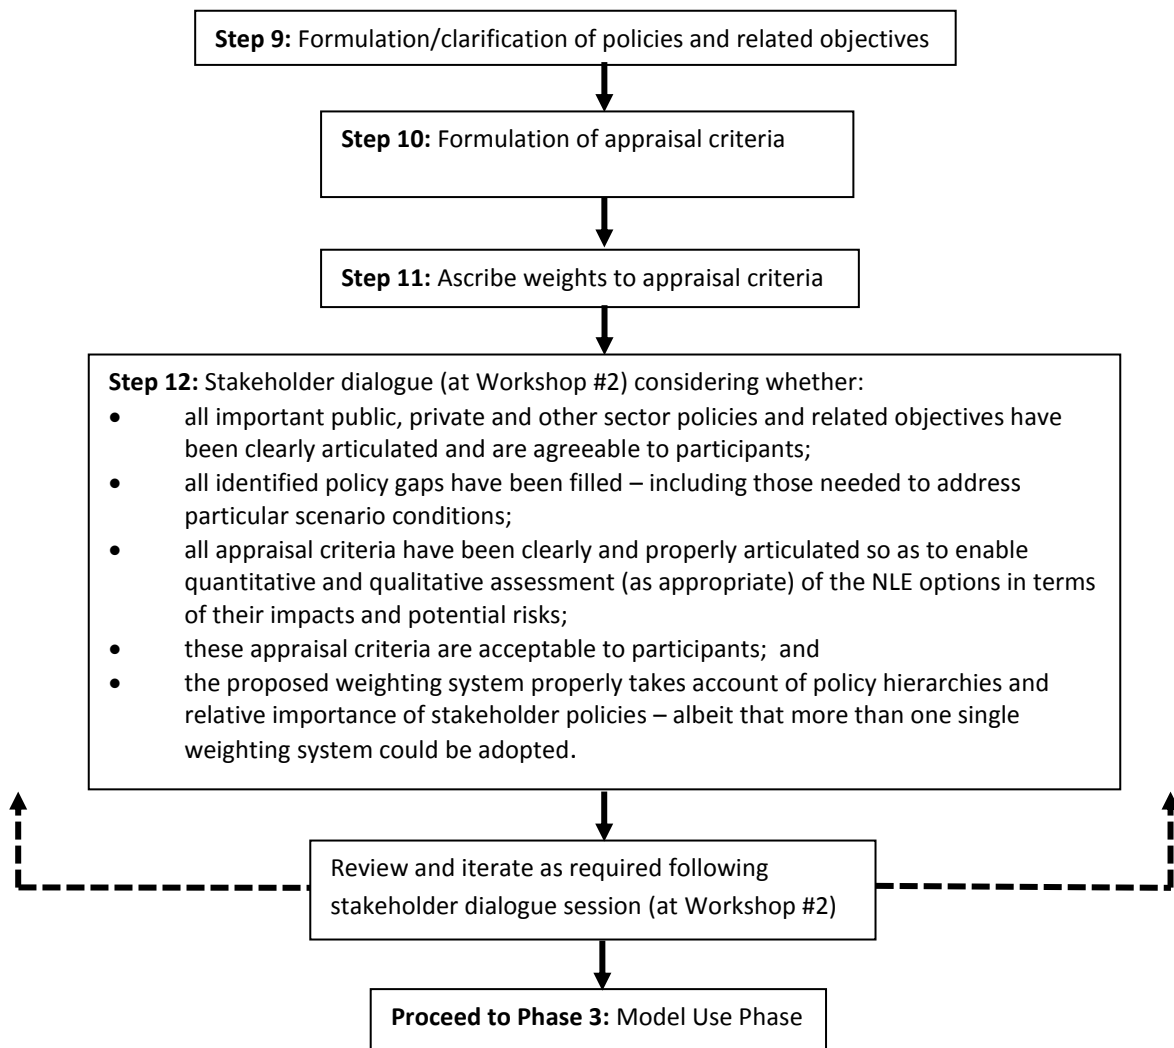 Step 9: Formulation/clarification of policies and related objectives
Step 10: Formulation of appraisal criteria
Step 11: Ascribe weights to appraisal criteria
Step 12: Stakeholder dialogue (at Workshop #2) considering whether:
• all important public, private and other sector policies and related objectives have
been clearly articulated and are agreeable to participants;
• all identified policy gaps have been filled – including those needed to address
particular scenario conditions;
• all appraisal criteria have been clearly and properly articulated so as to enable
quantitative and qualitative assessment (as appropriate) of the NLE options in terms
of their impacts and potential risks;
• these appraisal criteria are acceptable to participants; and
• the proposed weighting system properly takes account of policy hierarchies and
relative importance of stakeholder policies – albeit that more than one single
weighting system could be adopted.
Review and iterate as required following
stakeholder dialogue session (at Workshop #2)
Proceed to Phase 3: Model Use Phase